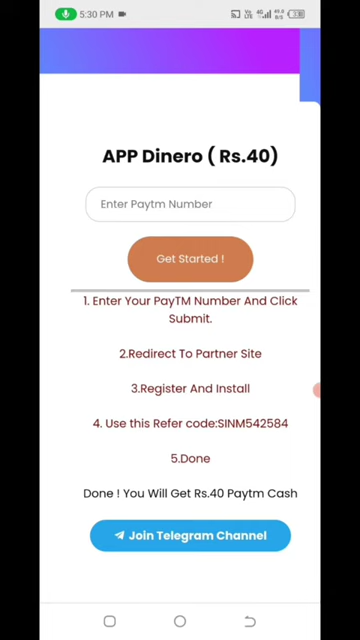 5:30 PM
4G
APP Dinero ( Rs.40)
Enter Paytm Number
Get Started !
1. Enter Your PayTM Number And Click
Submit.
2.Redirect To Partner Site
3.Register And Install
4. Use this Refer code:SINM542584
5.Done
Done ! You Will Get Rs.40 Paytm Cash
Join Telegram Channel